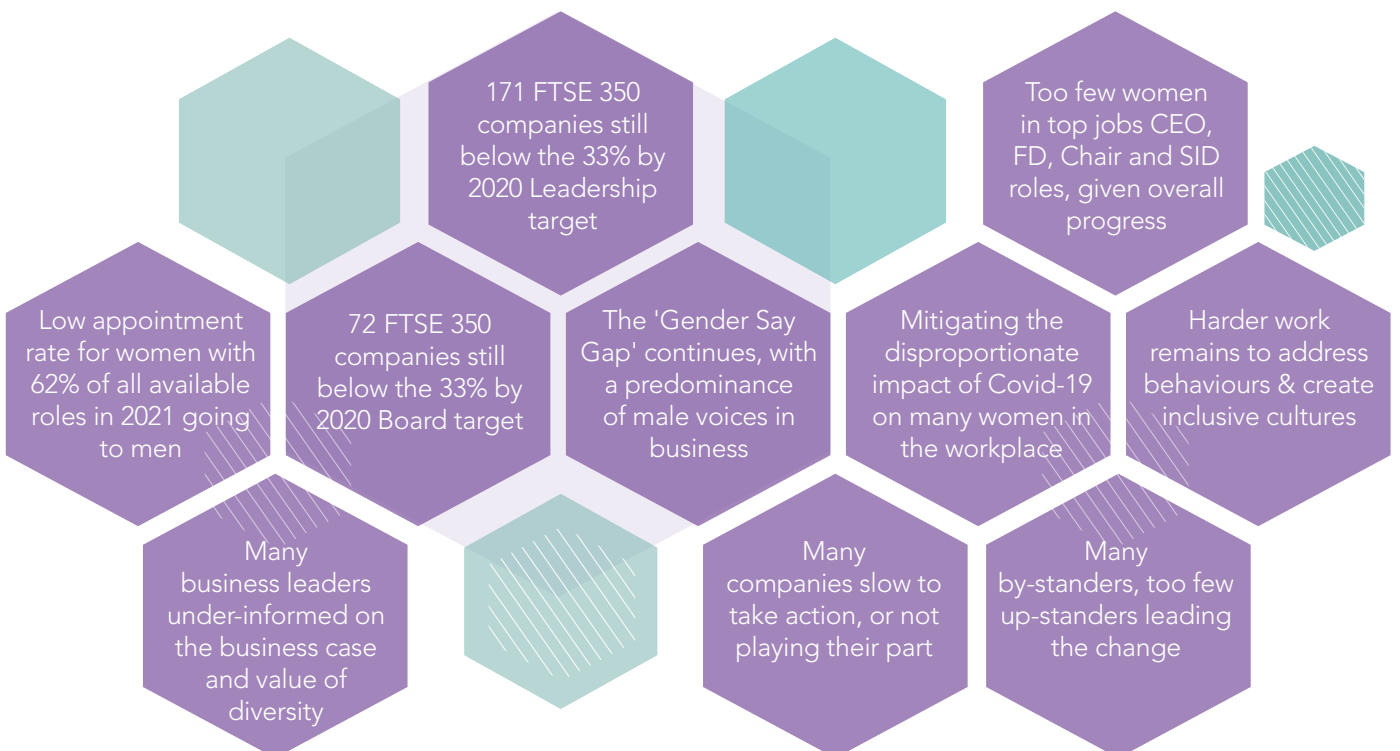 171 FTSE 350
companies still
below the 33% by
2020 Leadership
target
Too few women
in top jobs CEO,
FD, Chair and SID
roles, given overall
progress
Low appointment
rate for women with
62% of all available
roles in 2021 going
to men
72 FTSE 350
companies still
below the 33% by
2020 Board target
The 'Gender Say
Gap' continues, with
a predominance
of male voices in
business
Mitigating the
disproportionate
impact of Covid-19
on many women in
the workplace
Harder work
remains to address
behaviours & create
inclusive cultures
Many
business leaders
under-informed on
the business case
and value of
diversity
Many
companies slow to
take action, or not
playing their part
Many
by-standers, too few
up-standers leading
the change